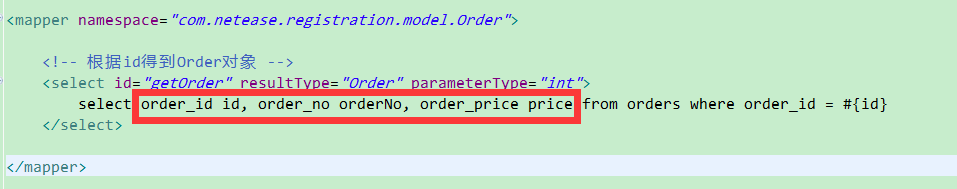 <mapper namespace="com.netease.registration.model.Order">
<!-- 根据id得到Order对象 -->
<select id="getOrder" resultType="Order" parameterType="int">
select order_id id, order_no orderNo, order_price price from orders where order_id = #{id}
</select>
</mapper>